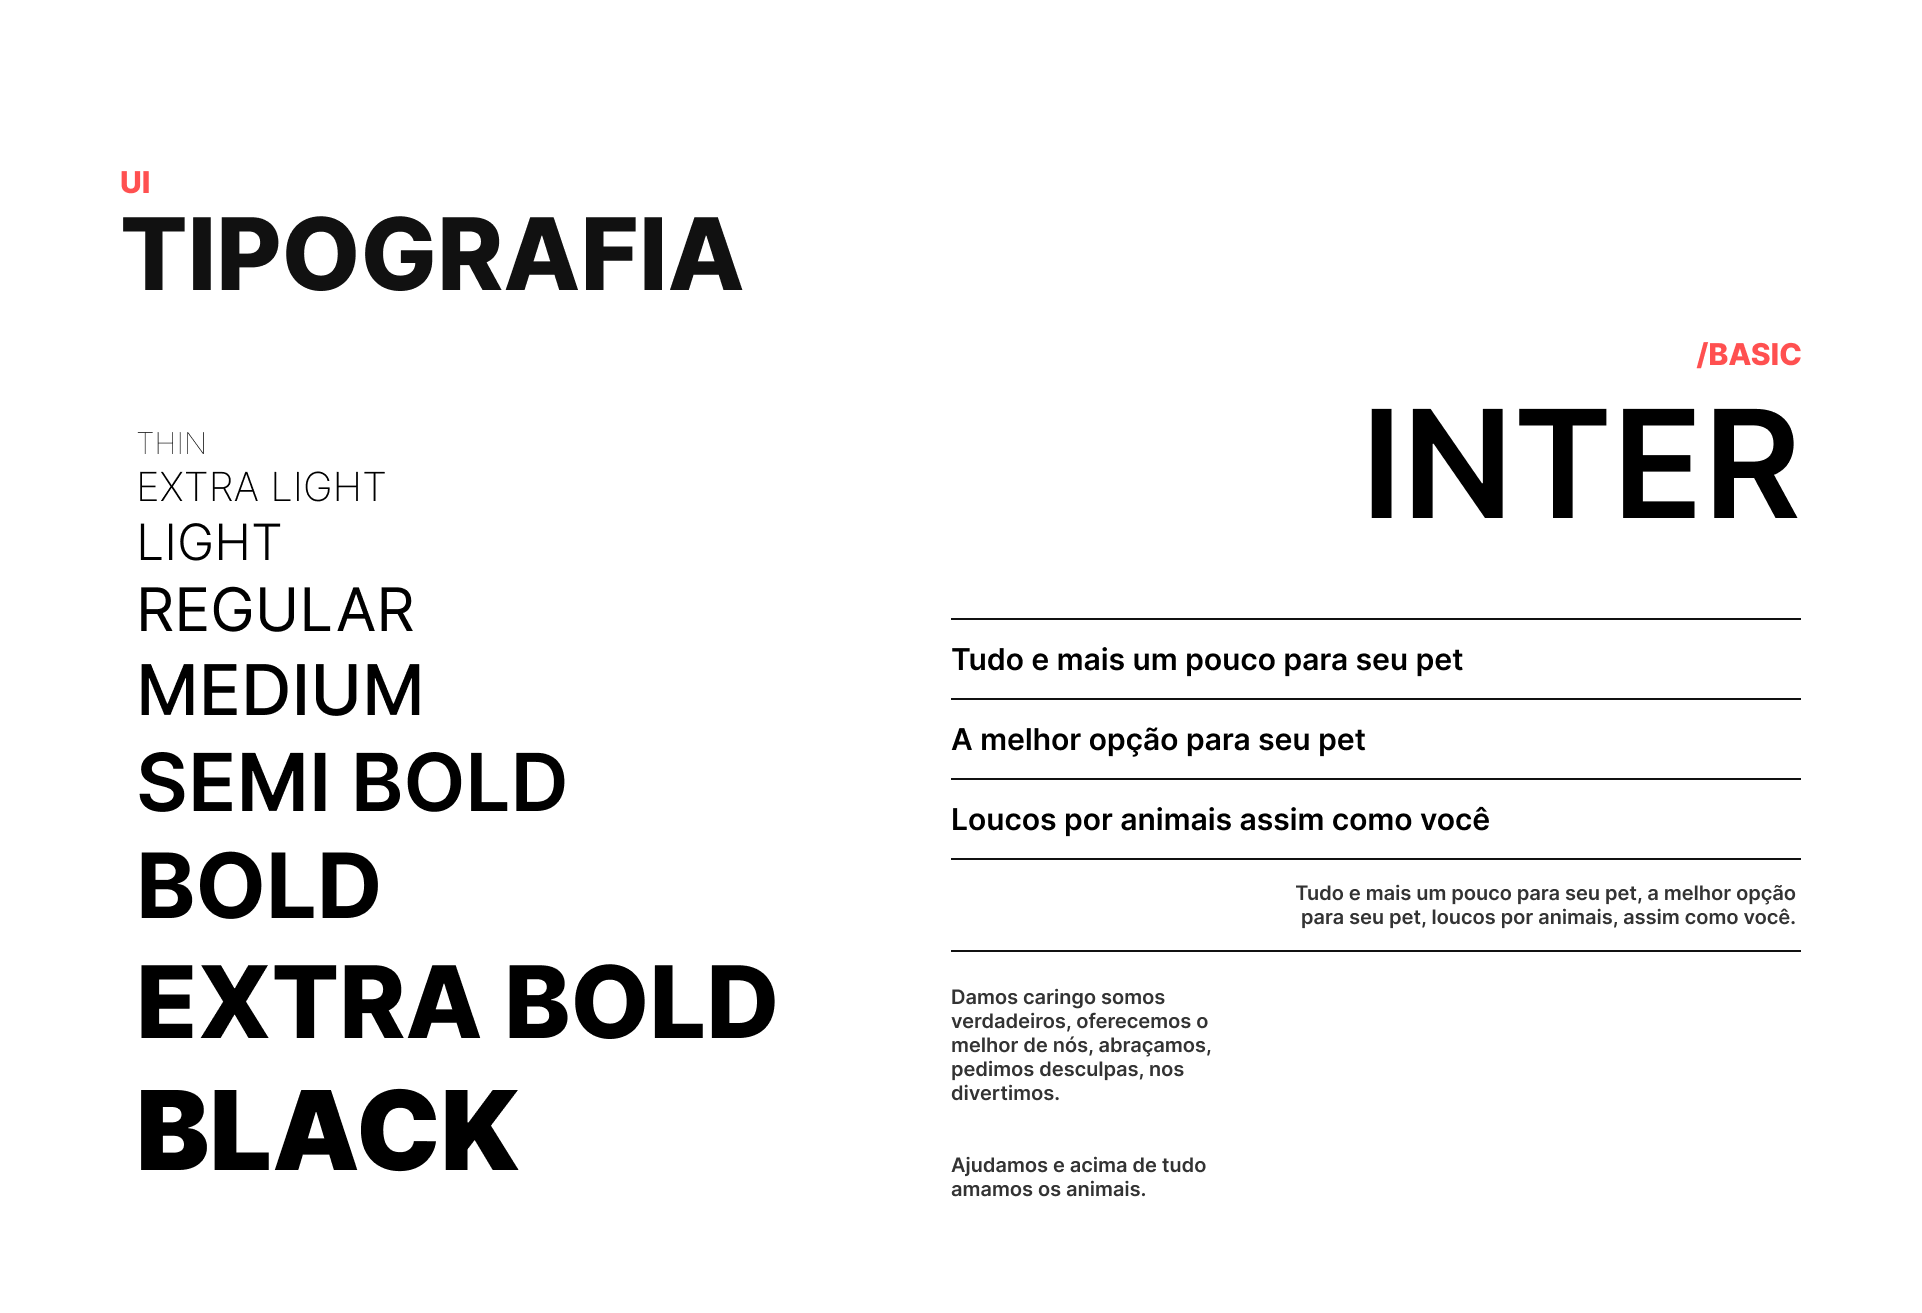 UI
TIPOGRAFIA
THIN
EXTRA LIGHT
LIGHT
REGULAR
MEDIUM
SEMI BOLD
BOLD
EXTRA BOLD
BLACK
/BASIC
INTER
Tudo e mais um pouco para seu pet
A melhor opção para seu pet
Loucos por animais assim como você
Tudo e mais um pouco para seu pet, a melhor opção
para seu pet, loucos por animais, assim como você.
Damos caringo somos
verdadeiros, oferecemos o
melhor de nós, abraçamos,
pedimos desculpas, nos
divertimos.
Ajudamos e acima de tudo
amamos os animais.